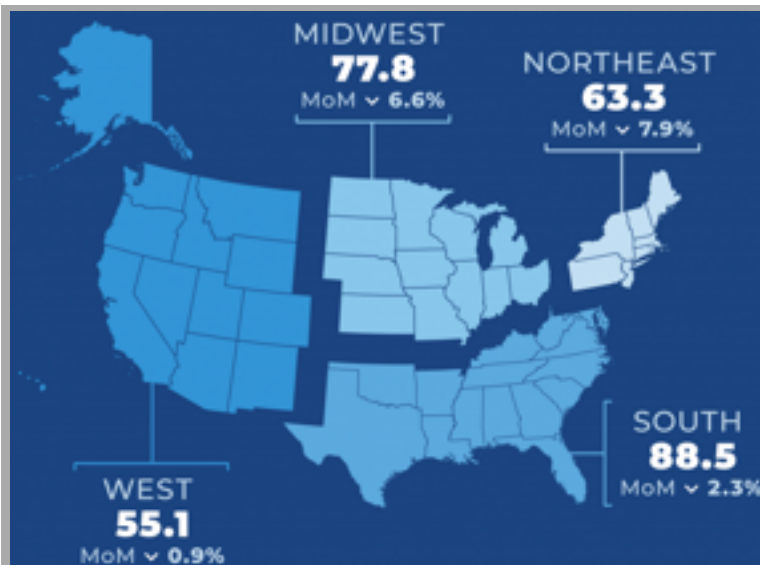 MIDWEST
77.8
MoM ⌄ 6.6%
NORTHEAST
63.3
MoM ⌄ 7.9%
SOUTH
88.5
MoM ⌄ 2.3%
WEST
55.1
MoM ⌄ 0.9%